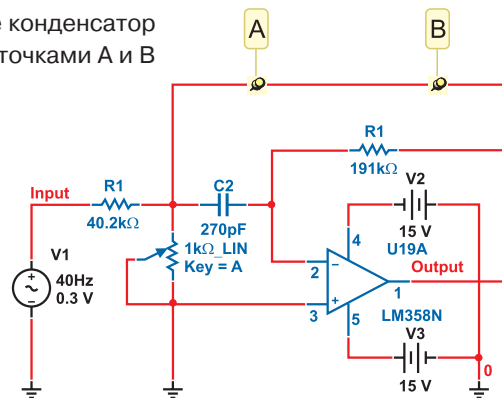 е конденсатор
точками А и В
A
B
R1
191kΩ
V2
15 V
Input
R1
40.2kΩ
C2
270pF
1kΩ_LIN
Key = A
V1
40Hz
0.3 V
4
U19A
2
3
1
Output
5
LM358N
V3
15 V
0